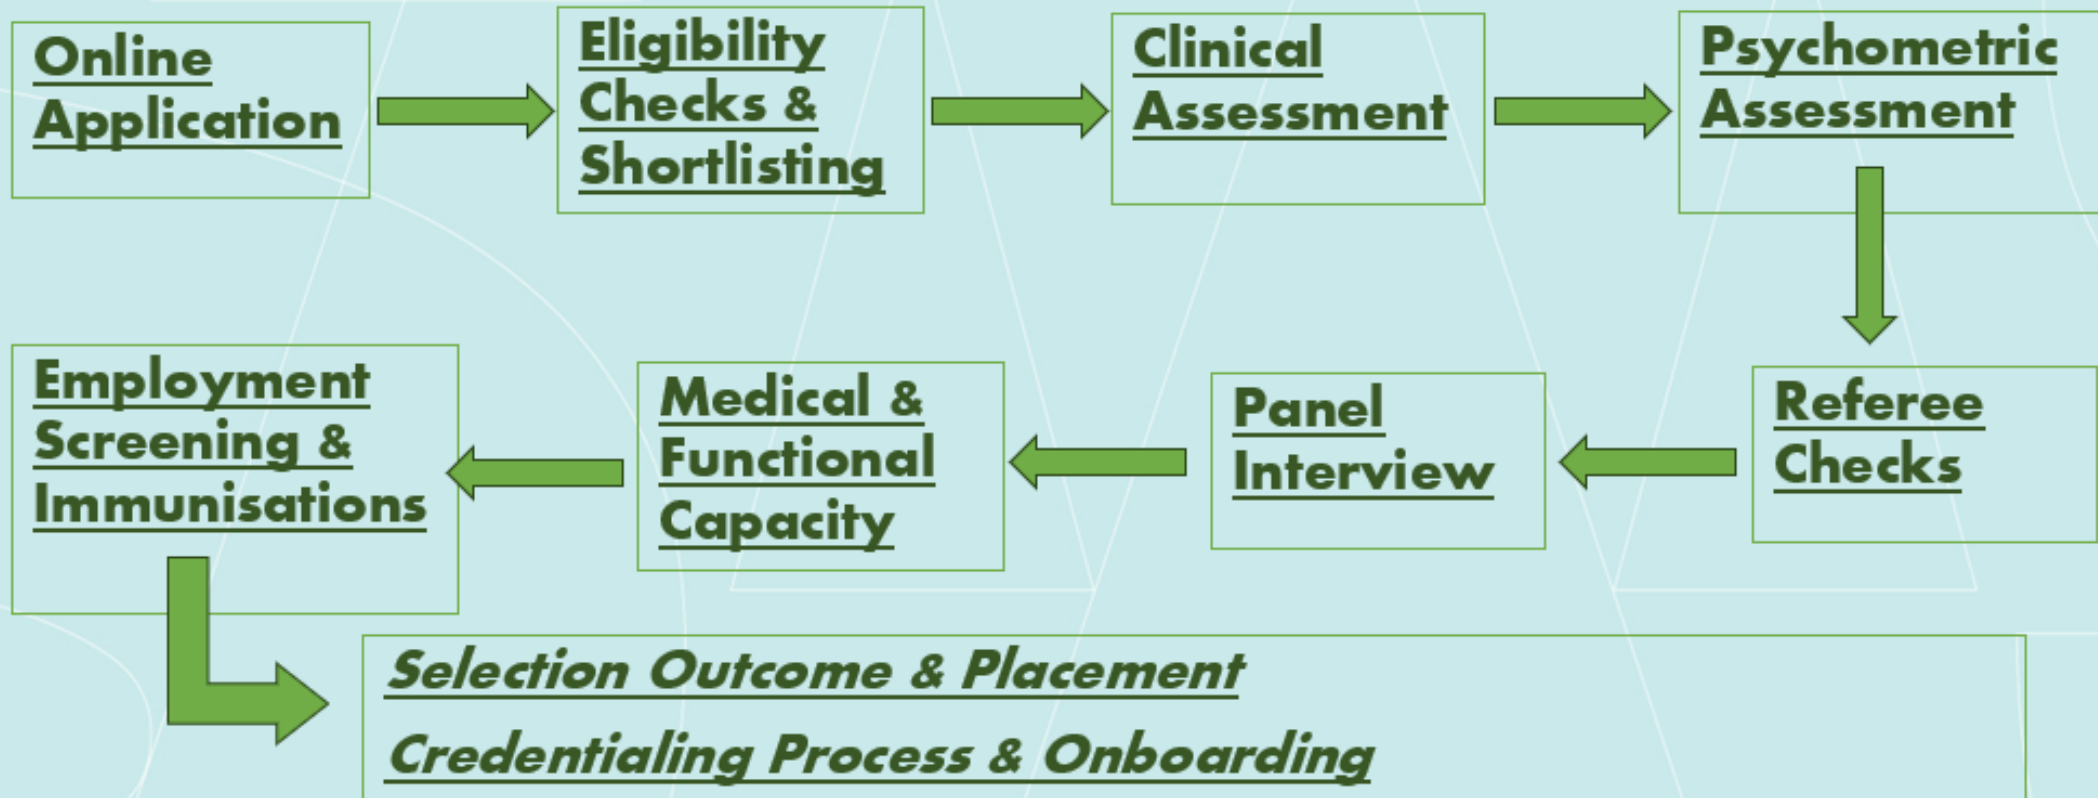 Online
Application
Eligibility
Checks &
Shortlisting
Clinical
Assessment
Psychometric
Assessment
Referee
Checks
Panel
Interview
Medical &
Functional
Capacity
Employment
Screening &
Immunisations
Selection Outcome & Placement
Credentialing Process & Onboarding